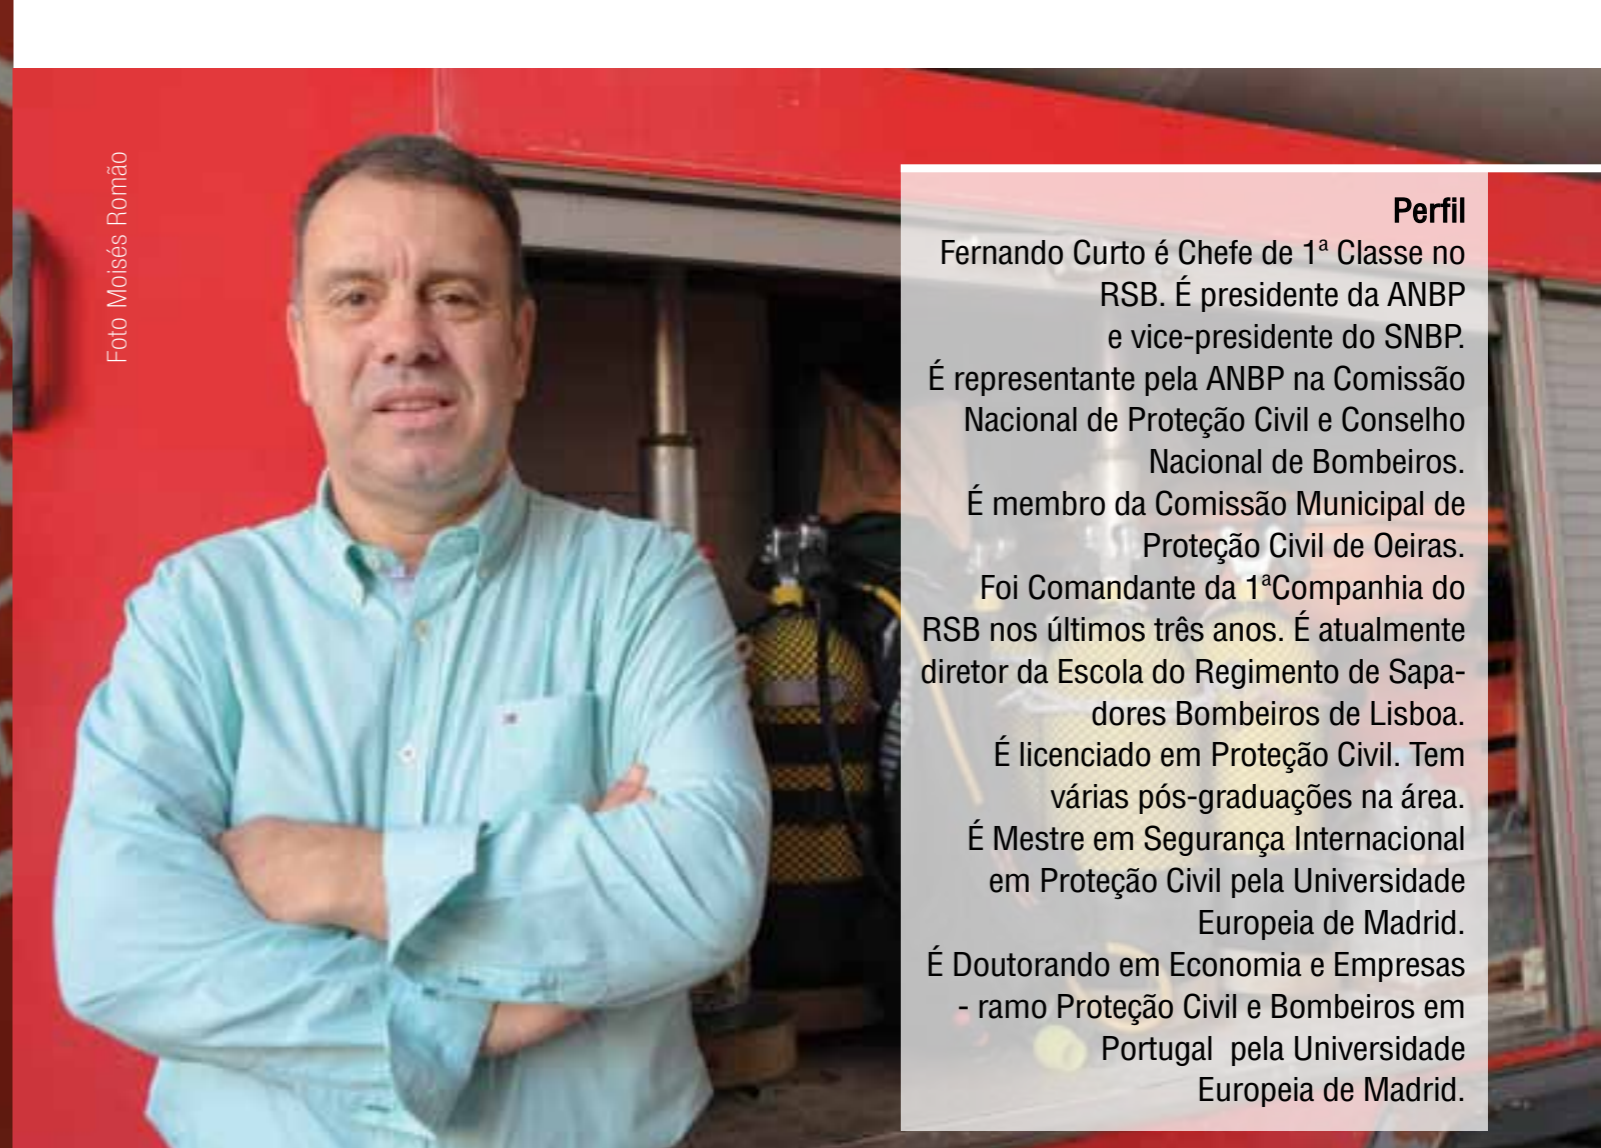 Foto Moisés Romão
Perfil
Fernando Curto é Chefe de 1ª Classe no
RSB. É presidente da ANBP
e vice-presidente do SNBP.
É representante pela ANBP na Comissão
Nacional de Proteção Civil e Conselho
Nacional de Bombeiros.
É membro da Comissão Municipal de
Proteção Civil de Oeiras.
Foi Comandante da 1ªCompanhia do
RSB nos últimos três anos. É atualmente
diretor da Escola do Regimento de Sapa-
dores Bombeiros de Lisboa.
É licenciado em Proteção Civil. Tem
várias pós-graduações na área.
É Mestre em Segurança Internacional
em Proteção Civil pela Universidade
Europeia de Madrid.
É Doutorando em Economia e Empresas
- ramo Proteção Civil e Bombeiros em
Portugal  pela Universidade
Europeia de Madrid.